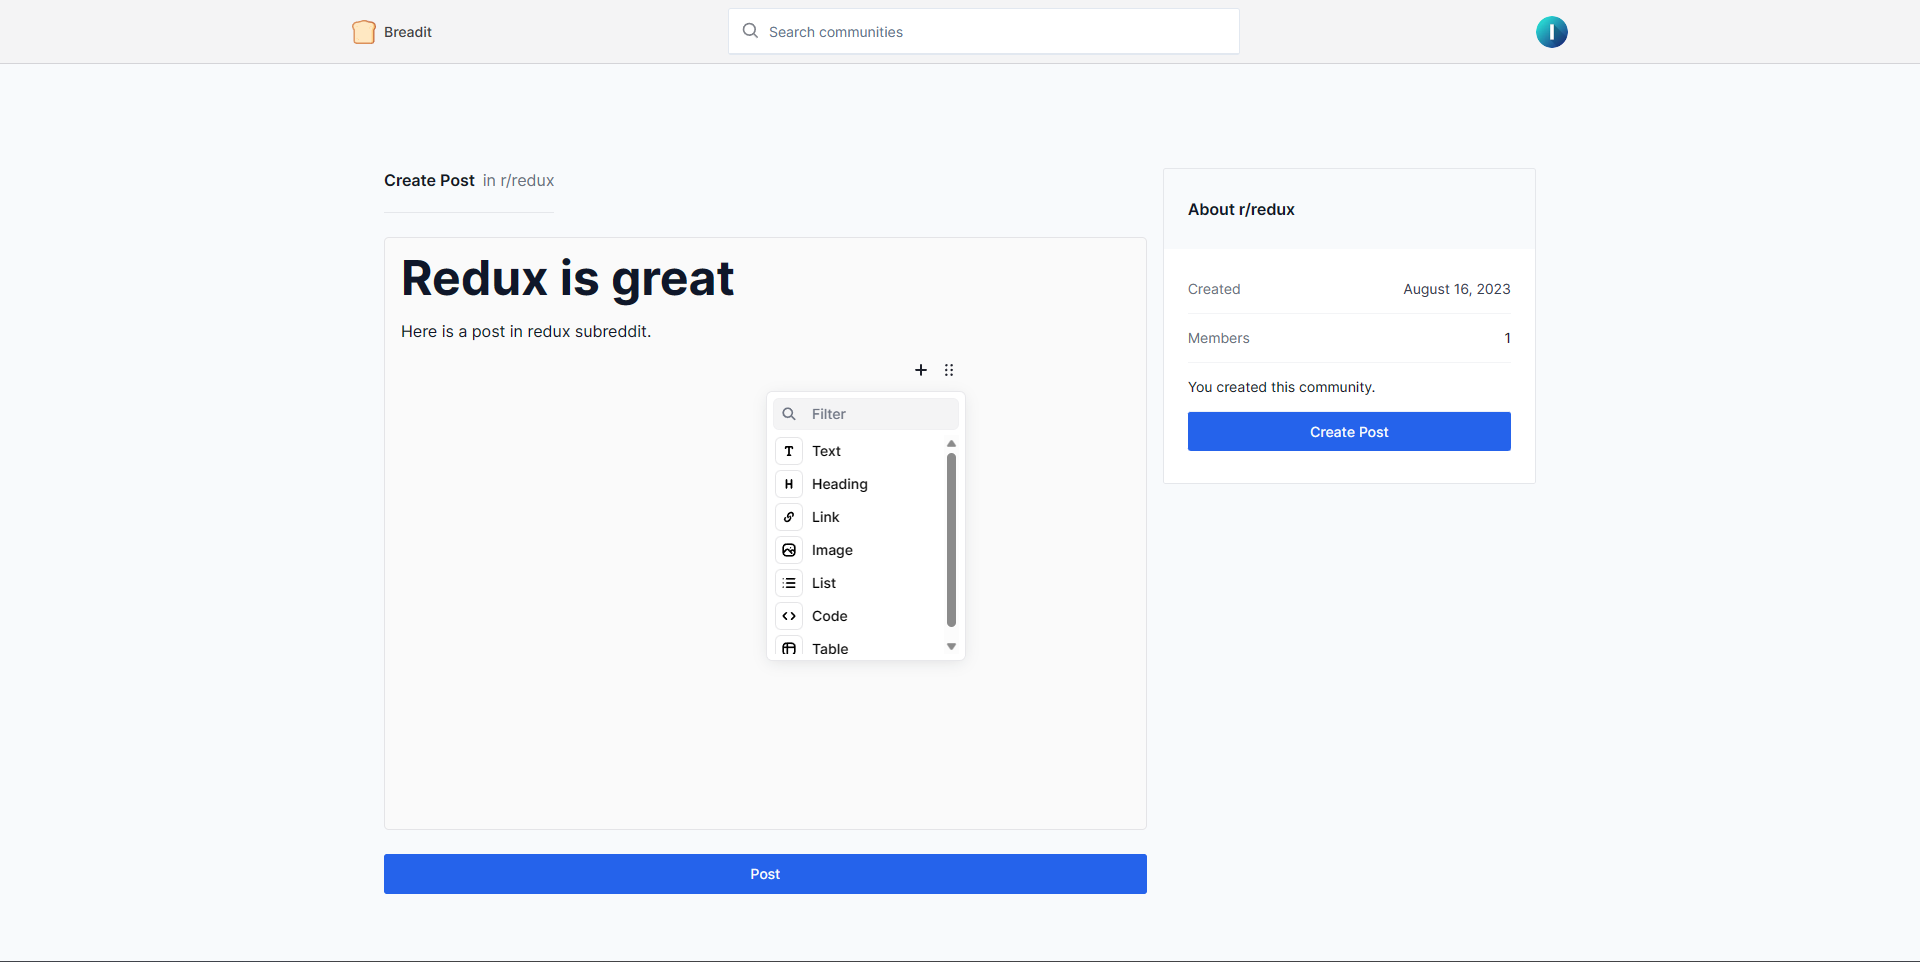 Breadit
Search communities
Create Post in r/redux
Redux is great
Here is a post in redux subreddit.
Filter
Text
Heading
Link
Image
List
Code
Table
Post
About r/redux
Created August 16, 2023
Members 1
You created this community.
Create Post